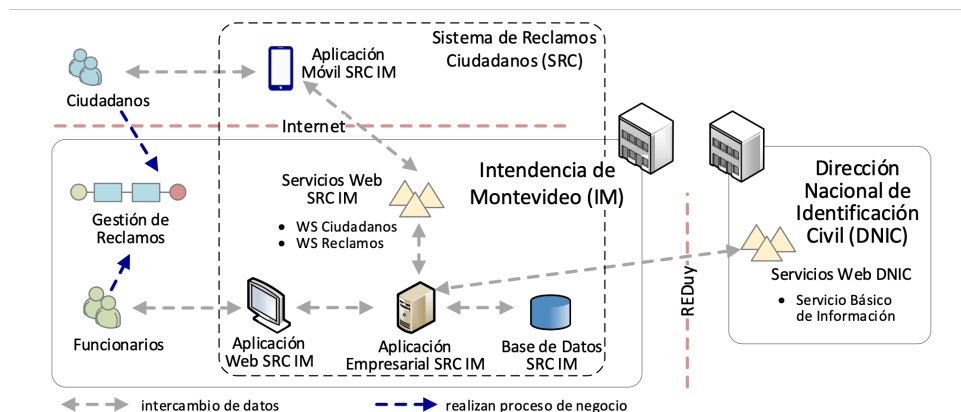 Sistema de Reclamos
Ciudadanos (SRC)
Aplicación
Móvil SRC IM
Ciudadanos
Internet
Intendencia de
Montevideo (IM)
Servicios Web
SRC IM
• WS Ciudadanos
• WS Reclamos
Gestión de
Reclamos
Funcionarios
Aplicación
Web SRC IM
Aplicación
Empresarial SRC IM
Base de Datos
SRC IM
REDuy
Dirección
Nacional de
Identificación
Civil (DNIC)
Servicios Web DNIC
• Servicio Básico
de Información
intercambio de datos
realizan proceso de negocio